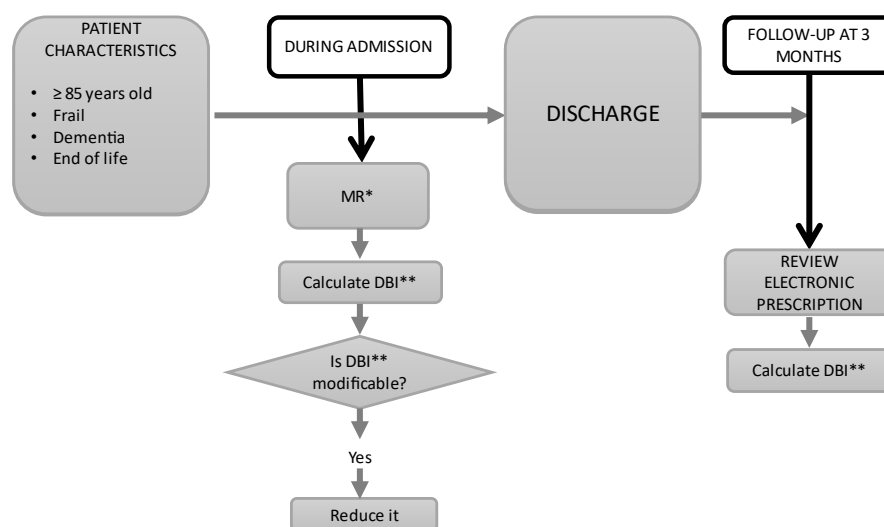 PATIENT
CHARACTERISTICS
• ≥ 85 years old
• Frail
• Dementia
• End of life
DURING ADMISSION
MR*
Calculate DBI**
Is DBI**
modificable?
Yes
Reduce it
DISCHARGE
FOLLOW-UP AT 3
MONTHS
REVIEW
ELECTRONIC
PRESCRIPTION
Calculate DBI**